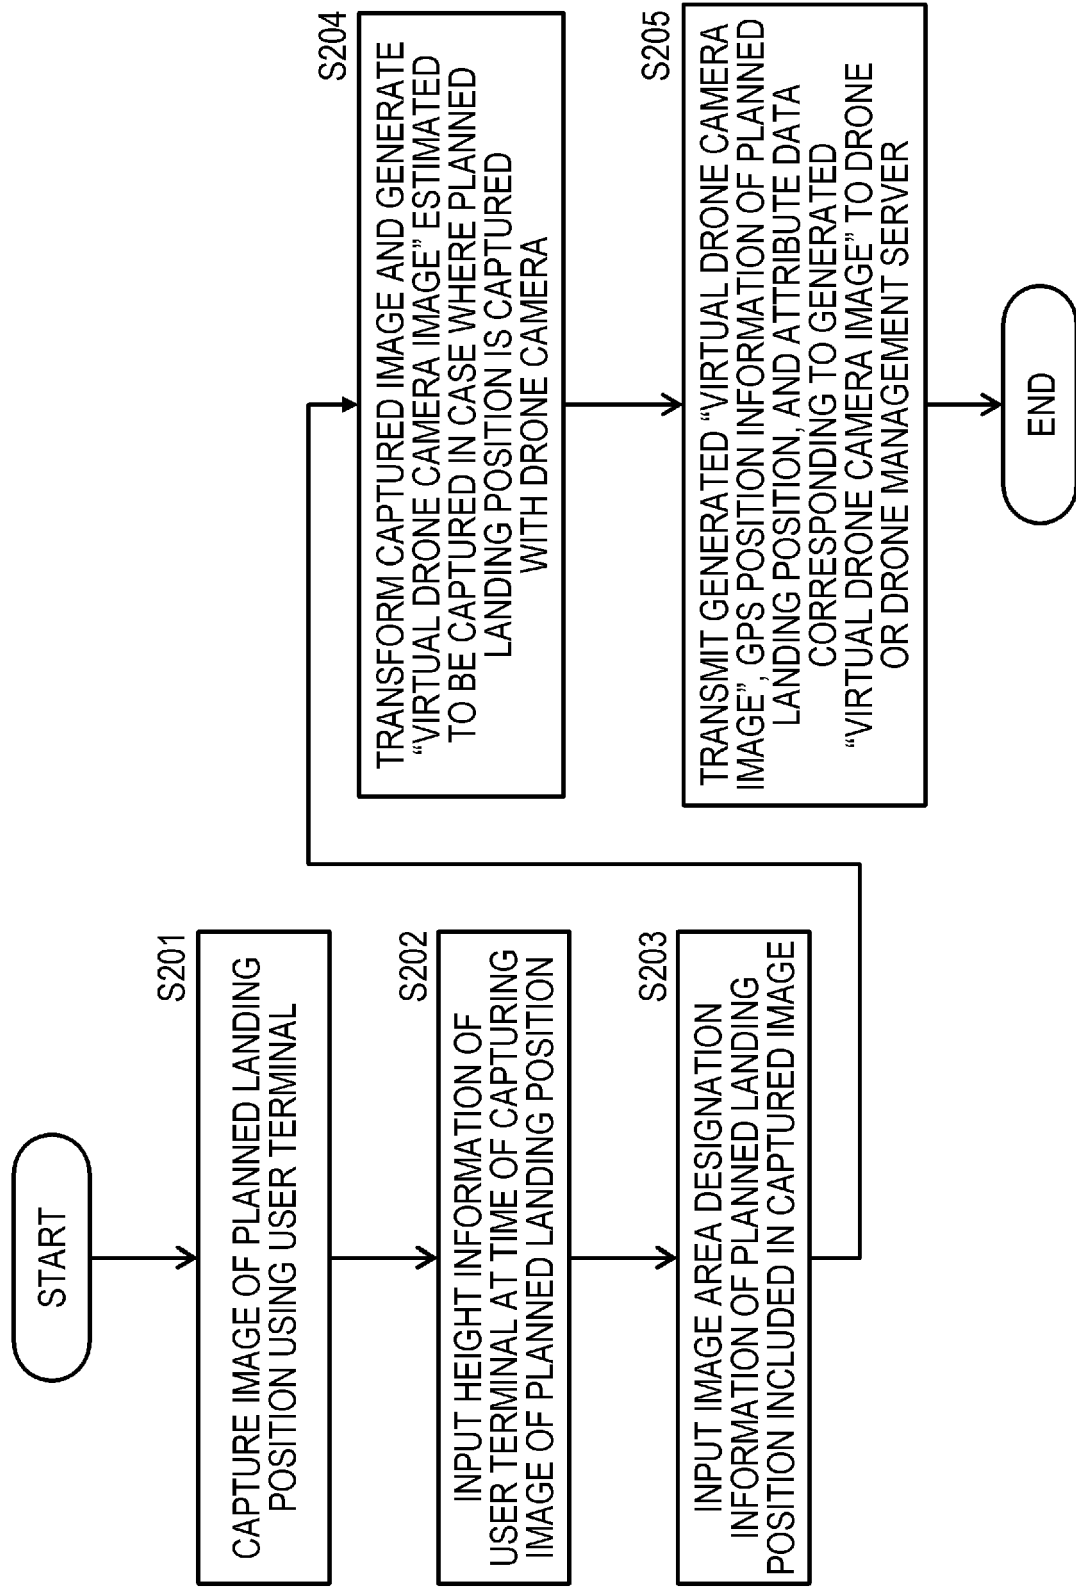 START
S201
CAPTURE IMAGE OF PLANNED LANDING
POSITION USING USER TERMINAL
S202
INPUT HEIGHT INFORMATION OF
USER TERMINAL AT TIME OF CAPTURING
IMAGE OF PLANNED LANDING POSITION
S203
INPUT IMAGE AREA DESIGNATION
INFORMATION OF PLANNED LANDING
POSITION INCLUDED IN CAPTURED IMAGE
S204
TRANSFORM CAPTURED IMAGE AND GENERATE
“VIRTUAL DRONE CAMERA IMAGE” ESTIMATED
TO BE CAPTURED IN CASE WHERE PLANNED
LANDING POSITION IS CAPTURED
WITH DRONE CAMERA
S205
TRANSMIT GENERATED “VIRTUAL DRONE CAMERA
IMAGE”, GPS POSITION INFORMATION OF PLANNED
LANDING POSITION, AND ATTRIBUTE DATA
CORRESPONDING TO GENERATED
“VIRTUAL DRONE CAMERA IMAGE” TO DRONE
OR DRONE MANAGEMENT SERVER
END